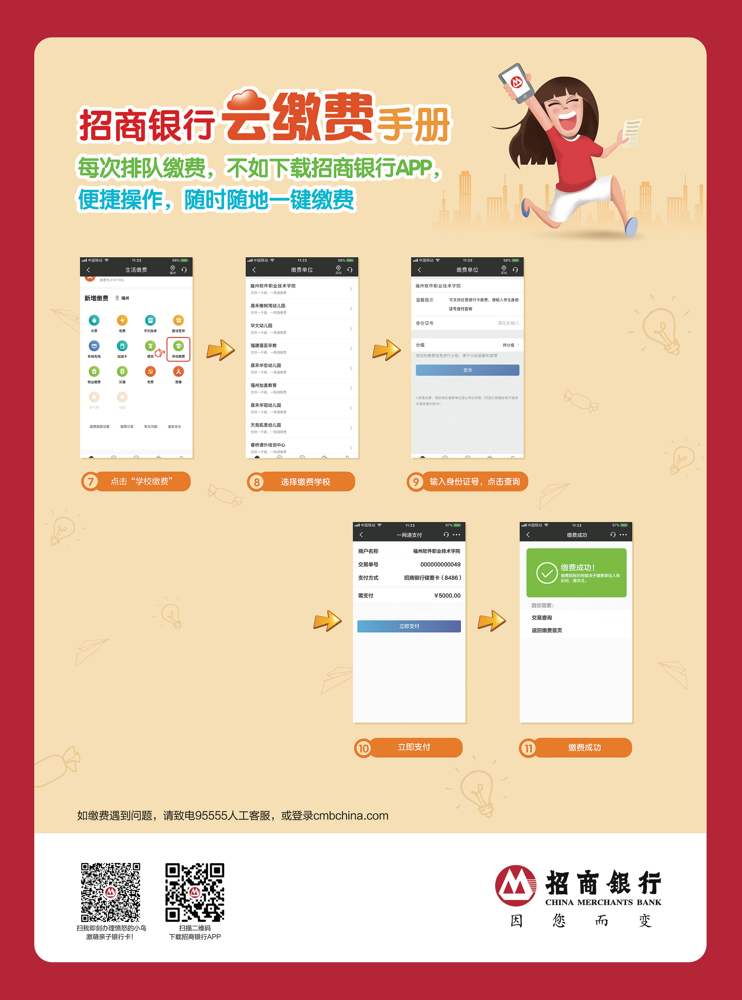 招商银行云缴费手册
每次排队缴费，不如下载招商银行APP，
便捷操作，随时随地一键缴费
中国移动 11:23 98%
生活缴费 福州
缴费号:01017896
新增缴费 福州
水费 电费 手机账单 固话宽带
有线电视 加油卡 便民 学校缴费
物业缴费 交通 党费 慈善
燃气费 供暖
缴费额度设置 缴费记录 常见问题 服务协议
⑦ 点击“学校缴费”
中国移动 11:23 98%
缴费单位 深圳
福州软件职业技术学院
支持一卡通、一网通缴费
晟禾橡树湾幼儿园
支持一卡通、一网通缴费
华文幼儿园
支持一卡通、一网通缴费
福建蓓蕊早教
支持一卡通、一网通缴费
晟禾华宏幼儿园
支持一卡通、一网通缴费
福州加皇教育
支持一卡通、一网通缴费
晟禾华冠幼儿园
支持一卡通、一网通缴费
天竞拓思幼儿园
支持一卡通、一网通缴费
睿桥课外培训中心
支持一卡通、一网通缴费
⑧ 选择缴费学校
中国移动 11:23 98%
缴费单位 深圳
福州软件职业技术学院
温馨提示 可支持任意银行卡缴费，请输入学生身份
证号进行查询
身份证号 请在此输入
分组 待分组
将您的缴费信息进行分组，便于以后查看和管理
查询
1.若需发票，请至相应缴费单位营业网点获取（页面已明确告知不提供
充值发票的除外）
⑨ 输入身份证号，点击查询
中国移动 11:23 97%
一网通支付
商户名称 福州软件职业技术学院
交易单号 000000000049
支付方式 招商银行储蓄卡（8486）
需支付 ￥5000.00
立即支付
⑩ 立即支付
中国移动 11:23 97%
缴费成功
缴费成功！
缴费到账时间取决于缴费单位入账
时间，请关注。
猜您需要：
交易查询
返回缴费首页
⑪ 缴费成功
如缴费遇到问题，请致电95555人工客服，或登录cmbchina.com
扫我即刻办理愤怒的小鸟
激萌亲子银行卡！
扫描二维码
下载招商银行APP
招商銀行
CHINA MERCHANTS BANK
因您而变